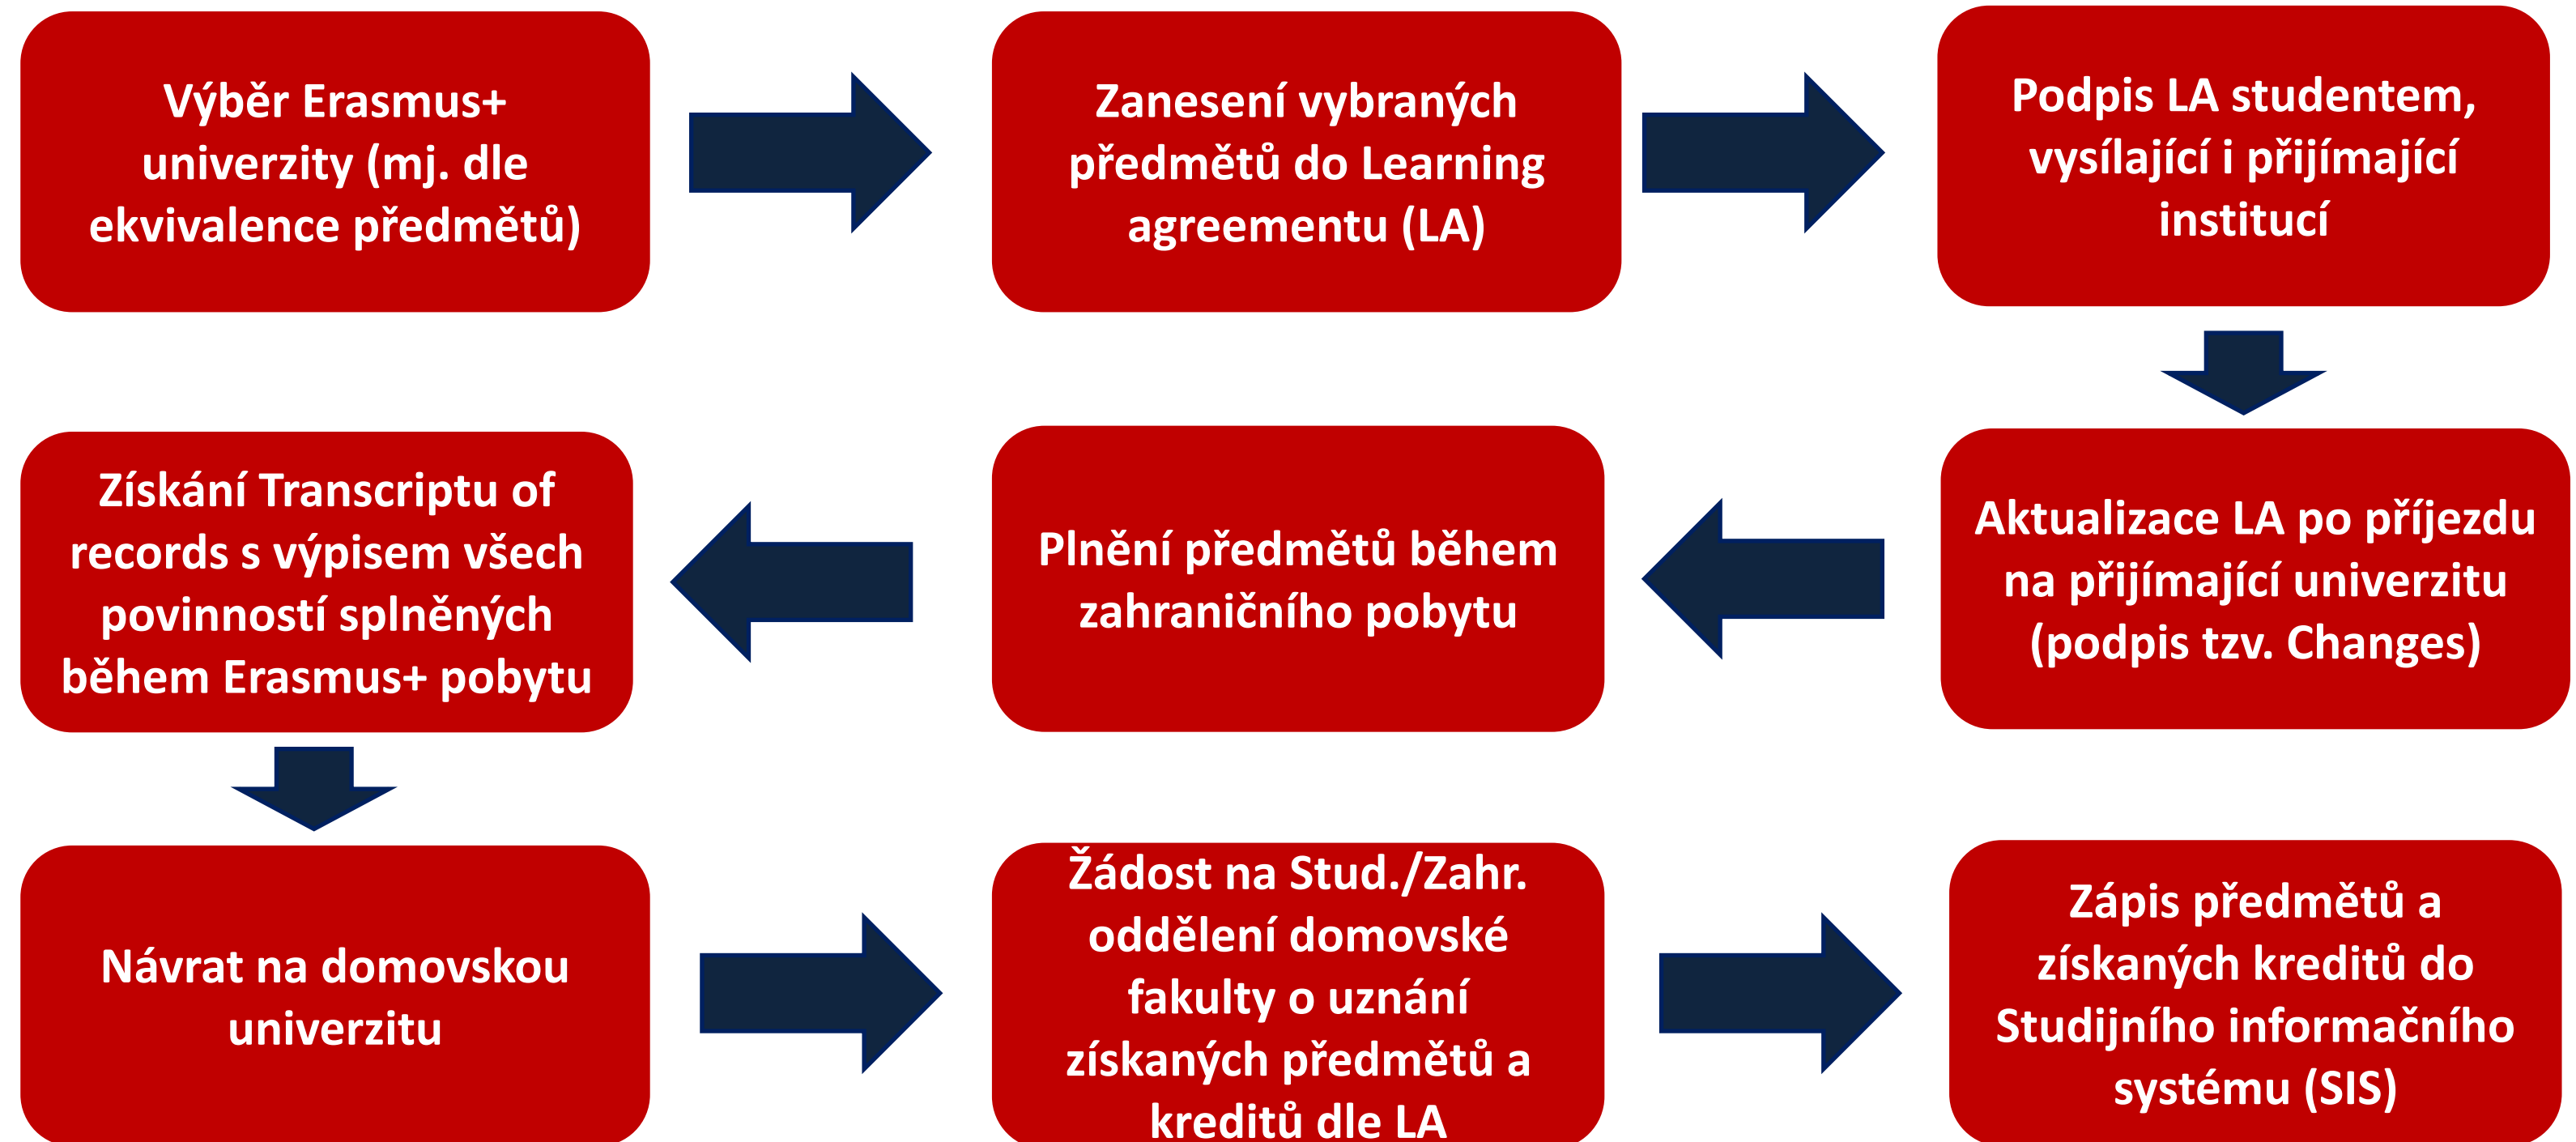 Výběr Erasmus+
univerzity (mj. dle
ekvivalence předmětů)
Zanesení vybraných
předmětů do Learning
agreementu (LA)
Podpis LA studentem,
vysílající i přijímající
institucí
Aktualizace LA po příjezdu
na přijímající univerzitu
(podpis tzv. Changes)
Plnění předmětů během
zahraničního pobytu
Získání Transcriptu of
records s výpisem všech
povinností splněných
během Erasmus+ pobytu
Návrat na domovskou
univerzitu
Žádost na Stud./Zahr.
oddělení domovské
fakulty o uznání
získaných předmětů a
kreditů dle LA
Zápis předmětů a
získaných kreditů do
Studijního informačního
systému (SIS)